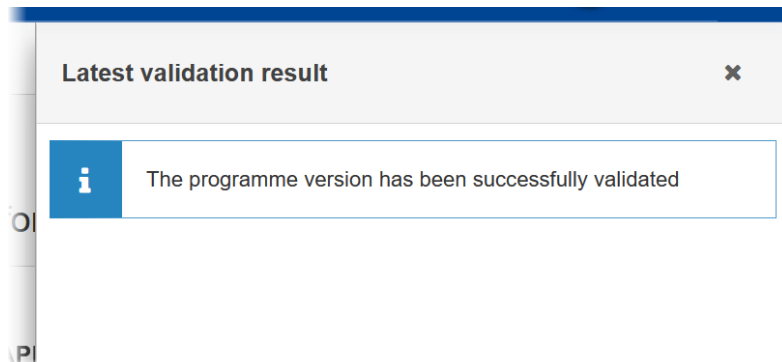 Latest validation result
The programme version has been successfully validated